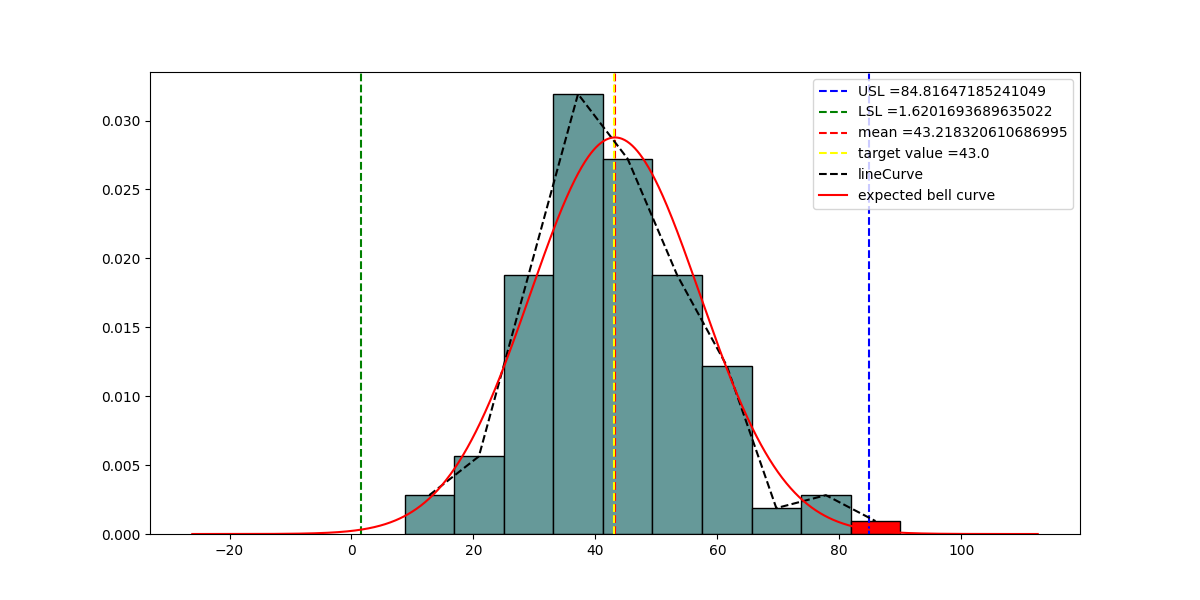 USL =84.81647185241049
LSL =1.6201693689635022
mean =43.218320610686995
target value =43.0
lineCurve
expected bell curve
0.030
0.025
0.020
0.015
0.010
0.005
0.000
−20 0 20 40 60 80 100